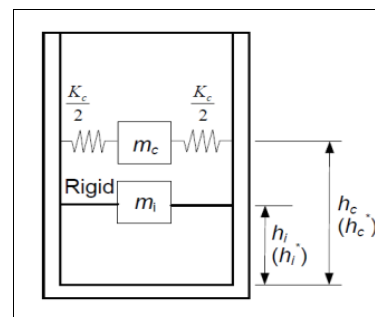 K_c/2 K_c/2
m_c
Rigid
m_i
h_c
(h_c^*)
h_i
(h_i^*)